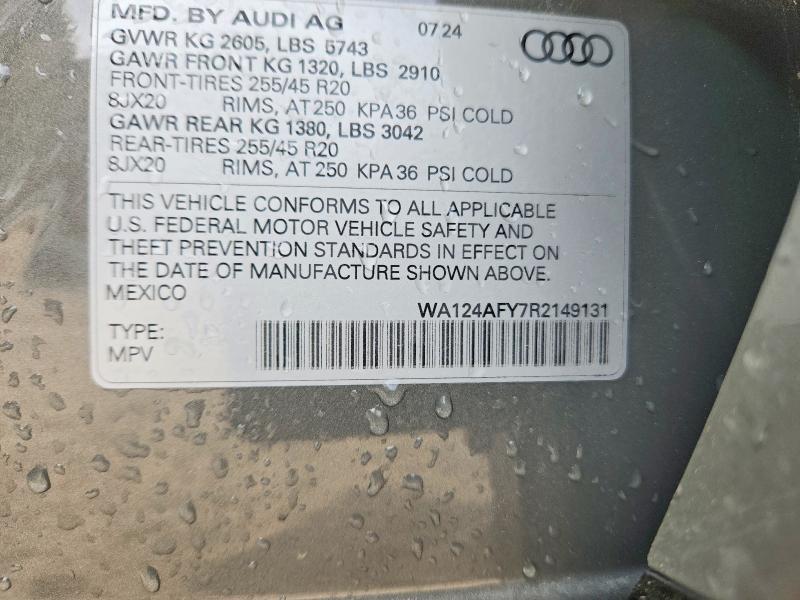 MFD. BY AUDI AG 07 24
GVWR KG 2605, LBS 5743
GAWR FRONT KG 1320, LBS 2910
FRONT-TIRES 255/45 R20
8JX20 RIMS, AT 250 KPA 36 PSI COLD
GAWR REAR KG 1380, LBS 3042
REAR-TIRES 255/45 R20
8JX20 RIMS, AT 250 KPA 36 PSI COLD
THIS VEHICLE CONFORMS TO ALL APPLICABLE
U.S. FEDERAL MOTOR VEHICLE SAFETY AND
THEFT PREVENTION STANDARDS IN EFFECT ON
THE DATE OF MANUFACTURE SHOWN ABOVE.
MEXICO
WA124AFY7R2149131
TYPE:
MPV